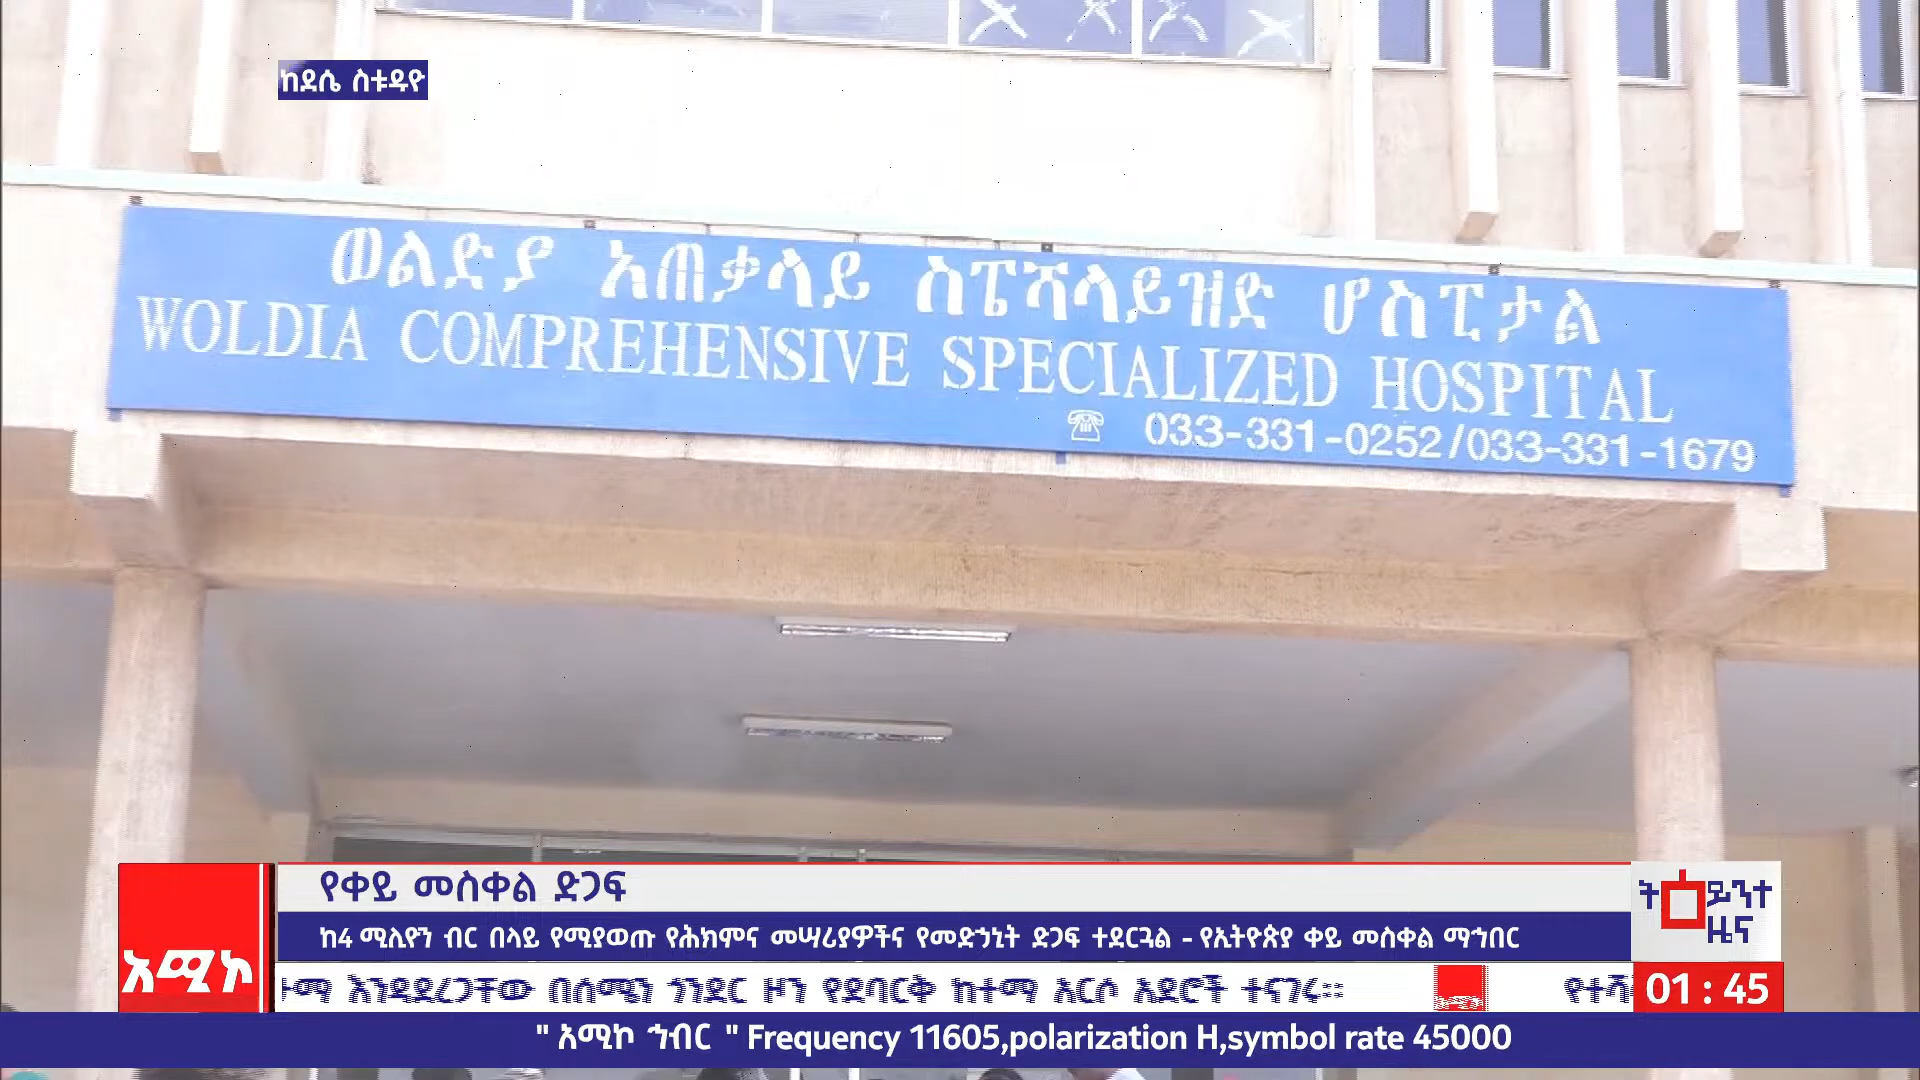 ከደሴ ስቱዲዮ
ወልድያ አጠቃላይ ስፔሻላይዝድ ሆስፒታል
WOLDIA COMPREHENSIVE SPECIALIZED HOSPITAL
☎ 033-331-0252/033-331-1679
የቀይ መስቀል ድጋፍ
ከ4 ሚሊዮን ብር በላይ የሚያወጡ የሕክምና መሣሪያዎችና የመድኃኒት ድጋፍ ተደርጓል - የኢትዮጵያ ቀይ መስቀል ማኅበር
ትይንተ
ዜና
አሚኮ
እንዳደረጋቸው በሰሜን ጎንደር ዞን የደባርቅ ከተማ አርሶ አደሮች ተናገሩ።
01 : 45
" አሚኮ ኅብር " Frequency 11605,polarization H,symbol rate 45000